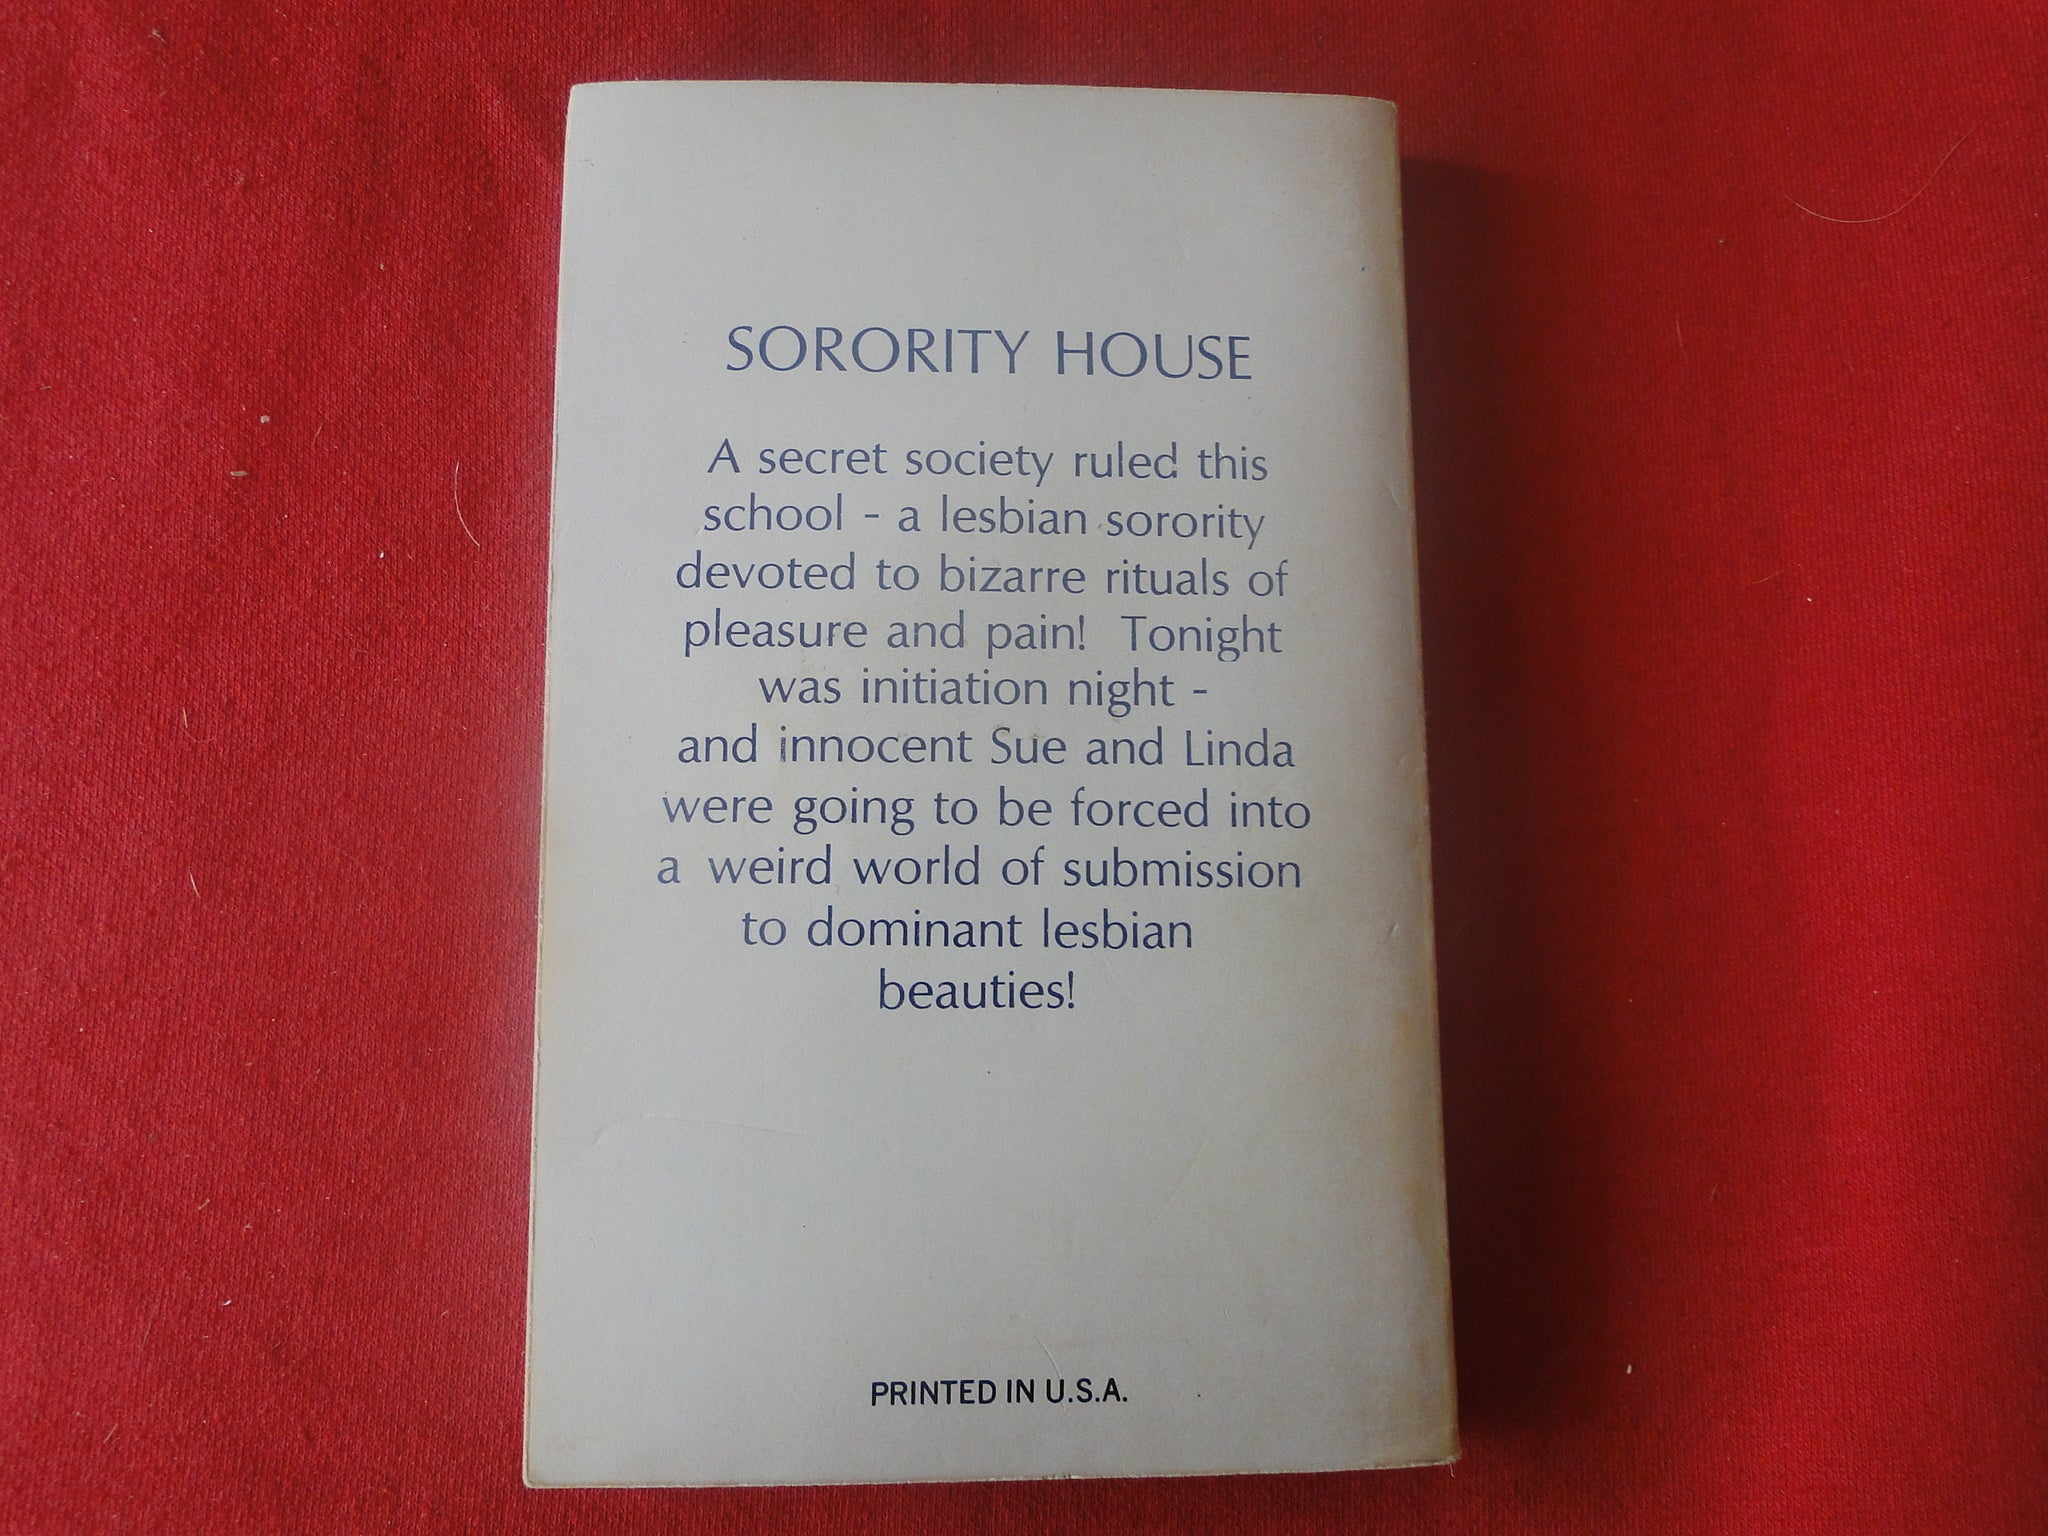 SORORITY HOUSE
A secret society ruled this
school - a lesbian sorority
devoted to bizarre rituals of
pleasure and pain! Tonight
was initiation night -
and innocent Sue and Linda
were going to be forced into
a weird world of submission
to dominant lesbian
beauties!
PRINTED IN U.S.A.